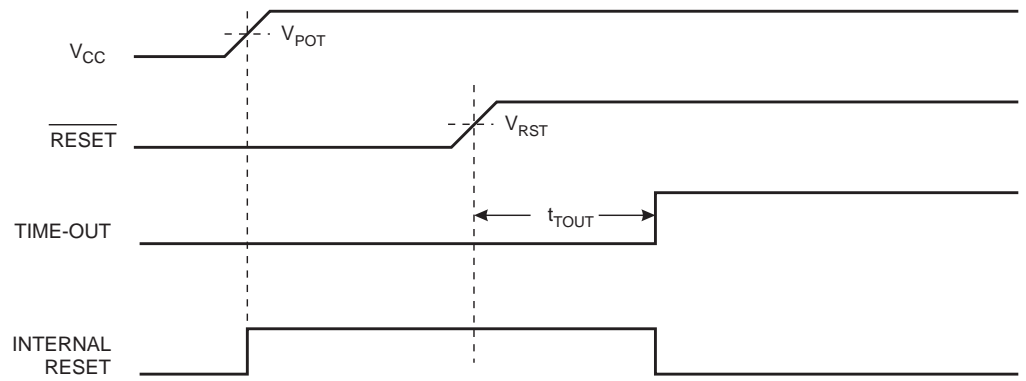 V_POT
V_CC
V_RST
RESET
t_TOUT
TIME-OUT
INTERNAL
RESET